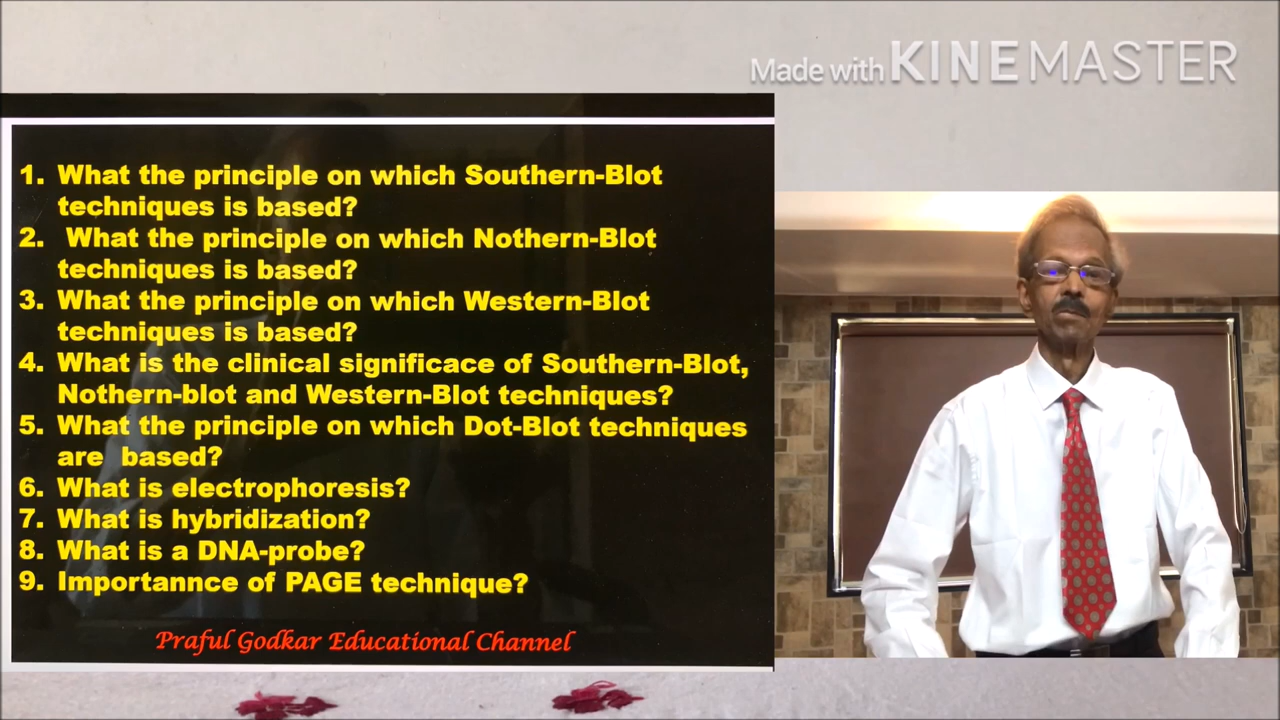 Made with KINEMASTER
1. What the principle on which Southern-Blot
techniques is based?
2. What the principle on which Nothern-Blot
techniques is based?
3. What the principle on which Western-Blot
techniques is based?
4. What is the clinical significace of Southern-Blot,
Nothern-blot and Western-Blot techniques?
5. What the principle on which Dot-Blot techniques
are based?
6. What is electrophoresis?
7. What is hybridization?
8. What is a DNA-probe?
9. Importannce of PAGE technique?
Praful Godkar Educational Channel